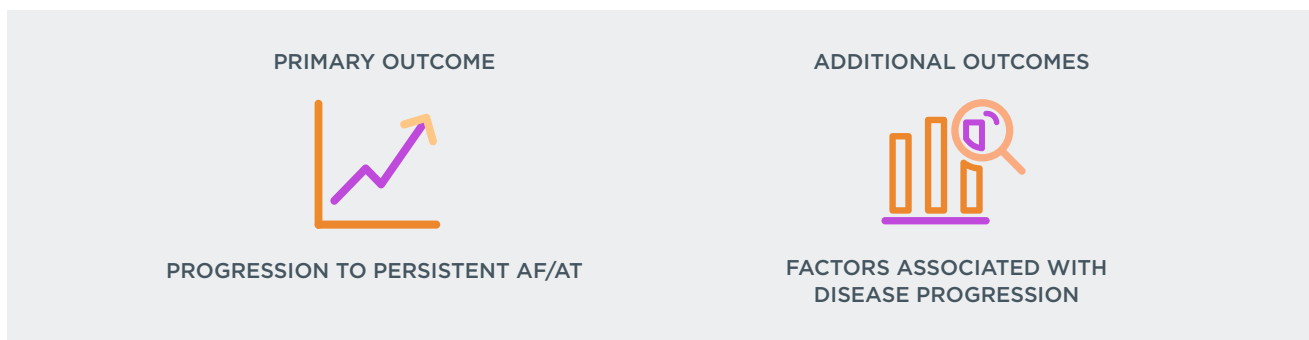 PRIMARY OUTCOME
PROGRESSION TO PERSISTENT AF/AT
ADDITIONAL OUTCOMES
FACTORS ASSOCIATED WITH
DISEASE PROGRESSION